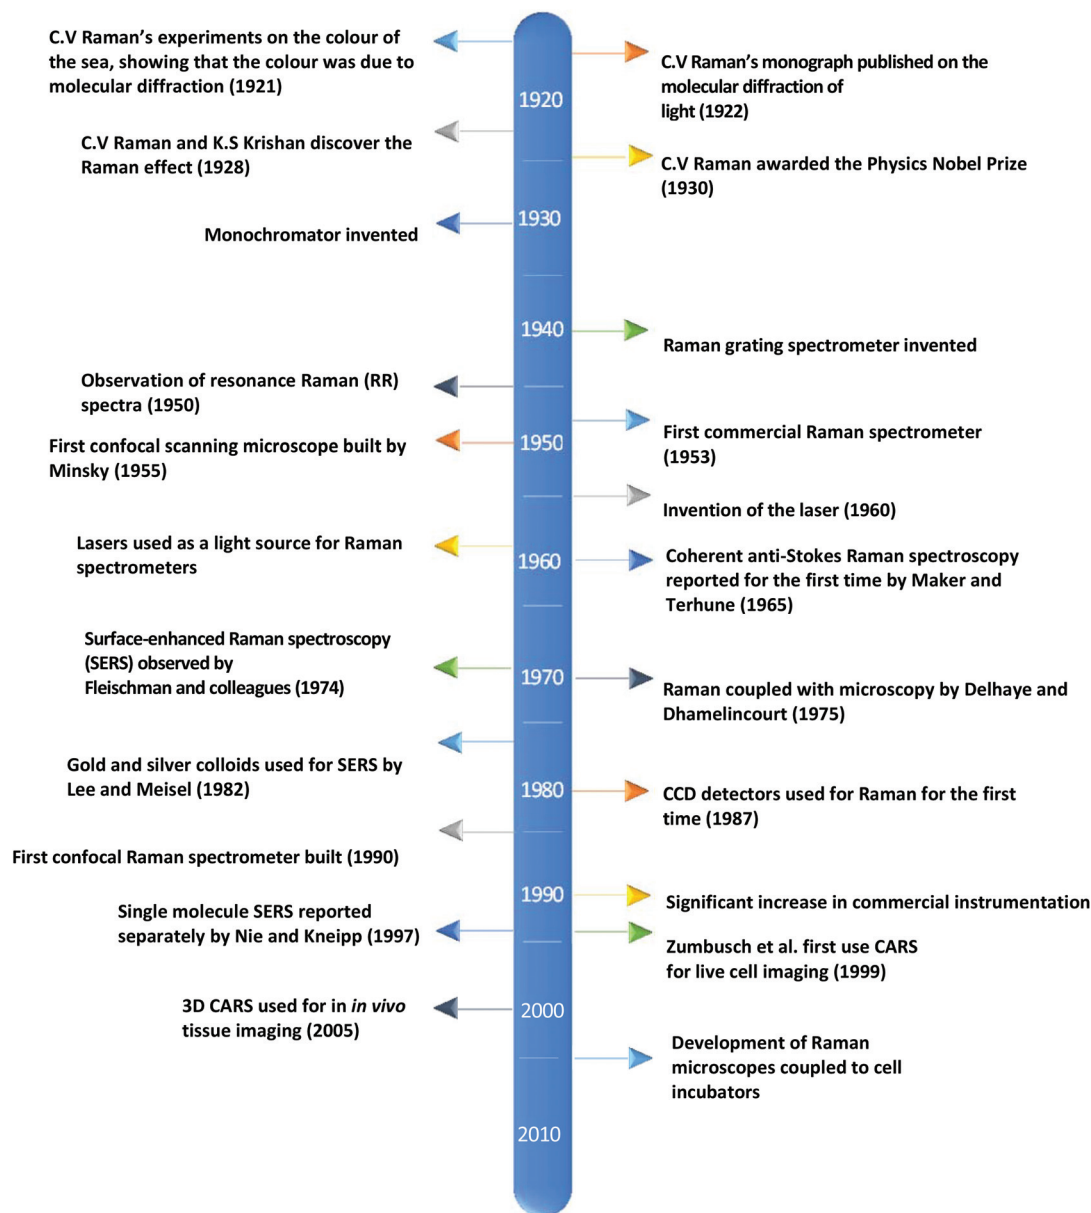 C.V Raman's experiments on the colour of
the sea, showing that the colour was due to
molecular diffraction (1921)
C.V Raman's monograph published on the
molecular diffraction of
light (1922)
1920
C.V Raman and K.S Krishan discover the
Raman effect (1928)
C.V Raman awarded the Physics Nobel Prize
(1930)
1930
Monochromator invented
1940
Raman grating spectrometer invented
Observation of resonance Raman (RR)
spectra (1950)
First commercial Raman spectrometer
(1953)
1950
First confocal scanning microscope built by
Minsky (1955)
Invention of the laser (1960)
Lasers used as a light source for Raman
spectrometers
1960
Coherent anti-Stokes Raman spectroscopy
reported for the first time by Maker and
Terhune (1965)
Surface-enhanced Raman spectroscopy
(SERS) observed by
Fleischman and colleagues (1974)
1970
Raman coupled with microscopy by Delhaye and
Dhamelincourt (1975)
Gold and silver colloids used for SERS by
Lee and Meisel (1982)
1980
CCD detectors used for Raman for the first
time (1987)
First confocal Raman spectrometer built (1990)
1990
Significant increase in commercial instrumentation
Single molecule SERS reported
separately by Nie and Kneipp (1997)
Zumbusch et al. first use CARS
for live cell imaging (1999)
3D CARS used for in in vivo
tissue imaging (2005)
2000
Development of Raman
microscopes coupled to cell
incubators
2010